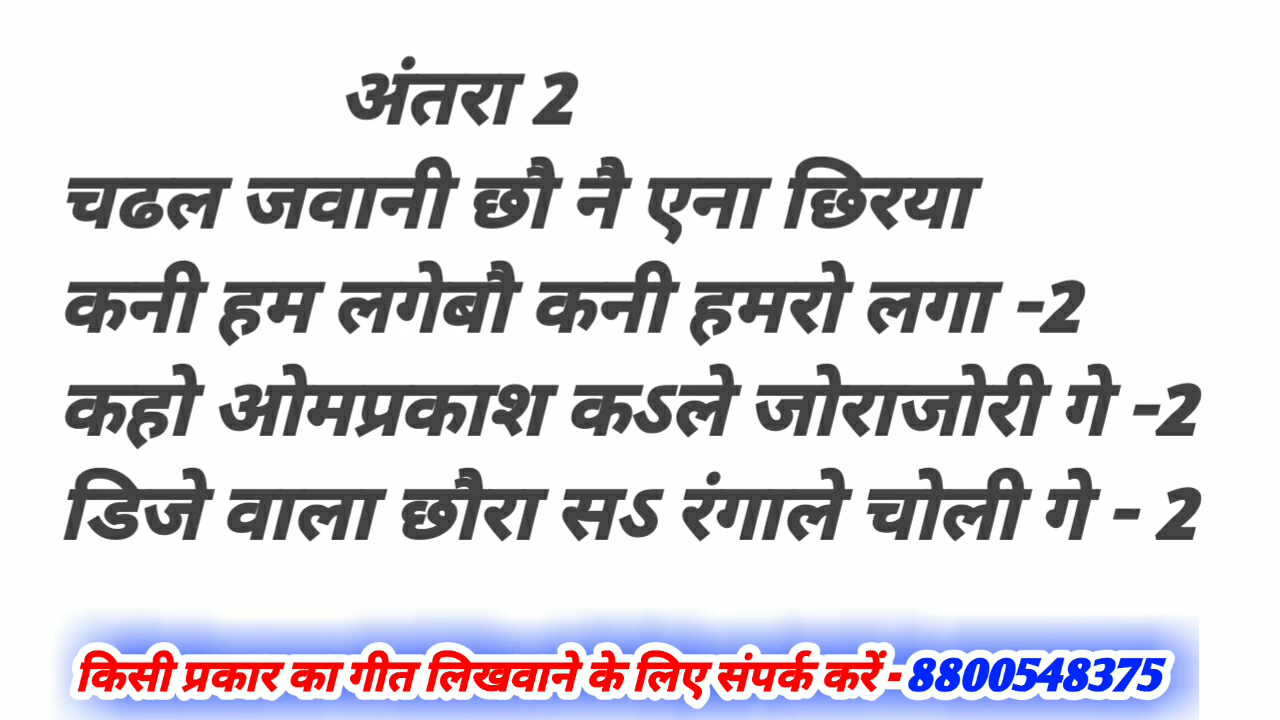 अंतरा 2
चढल जवानी छौ नै एना छिरया
कनी हम लगेबौ कनी हमरो लगा -2
कहो ओमप्रकाश कऽले जोराजोरी गे -2
डिजे वाला छौरा सऽ रंगाले चोली गे - 2
किसी प्रकार का गीत लिखवाने के लिए संपर्क करें - 8800548375